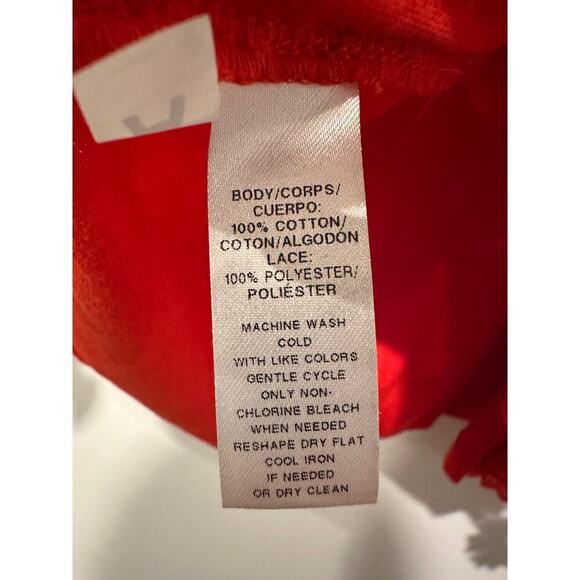 BODY/CORPS/
CUERPO:
100% COTTON/
COTON/ALGODÓN
LACE:
100% POLYESTER/
POLIÉSTER
MACHINE WASH
COLD
WITH LIKE COLORS
GENTLE CYCLE
ONLY NON-
CHLORINE BLEACH
WHEN NEEDED
RESHAPE DRY FLAT
COOL IRON
IF NEEDED
OR DRY CLEAN